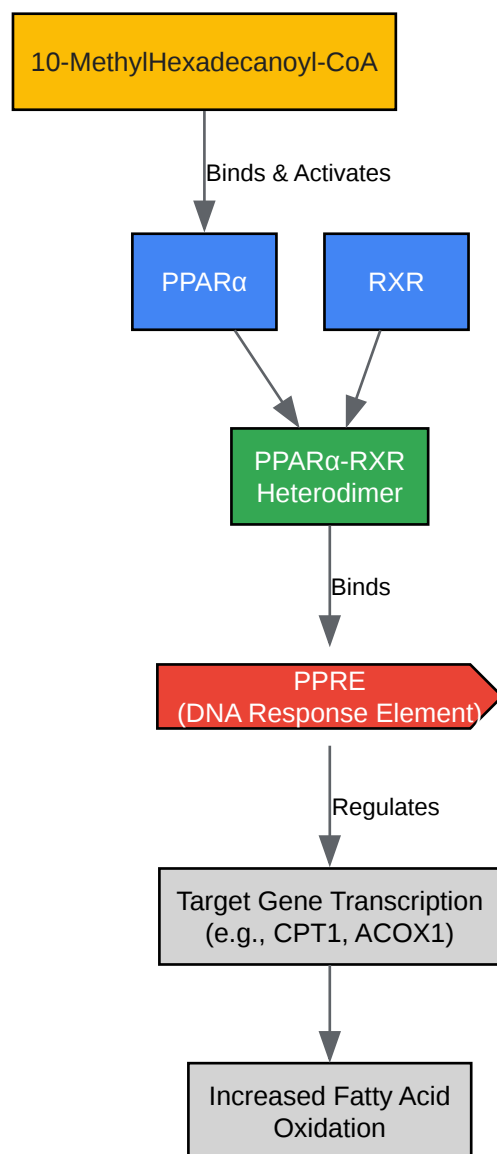 10-MethylHexadecanoyl-CoA
Binds & Activates
PPARα
RXR
PPARα-RXR
Heterodimer
Binds
PPRE
(DNA Response Element)
Regulates
Target Gene Transcription
(e.g., CPT1, ACOX1)
Increased Fatty Acid
Oxidation